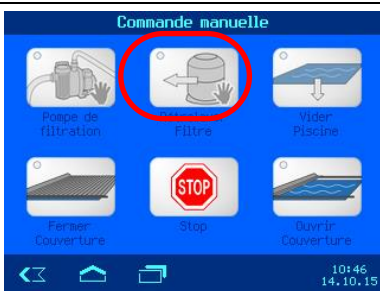 Commande manuelle
Pompe de
filtration
Filtre
Vider
Piscine
Fermer
Couverture
STOP
Stop
Ouvrir
Couverture
10:46
14.10.15